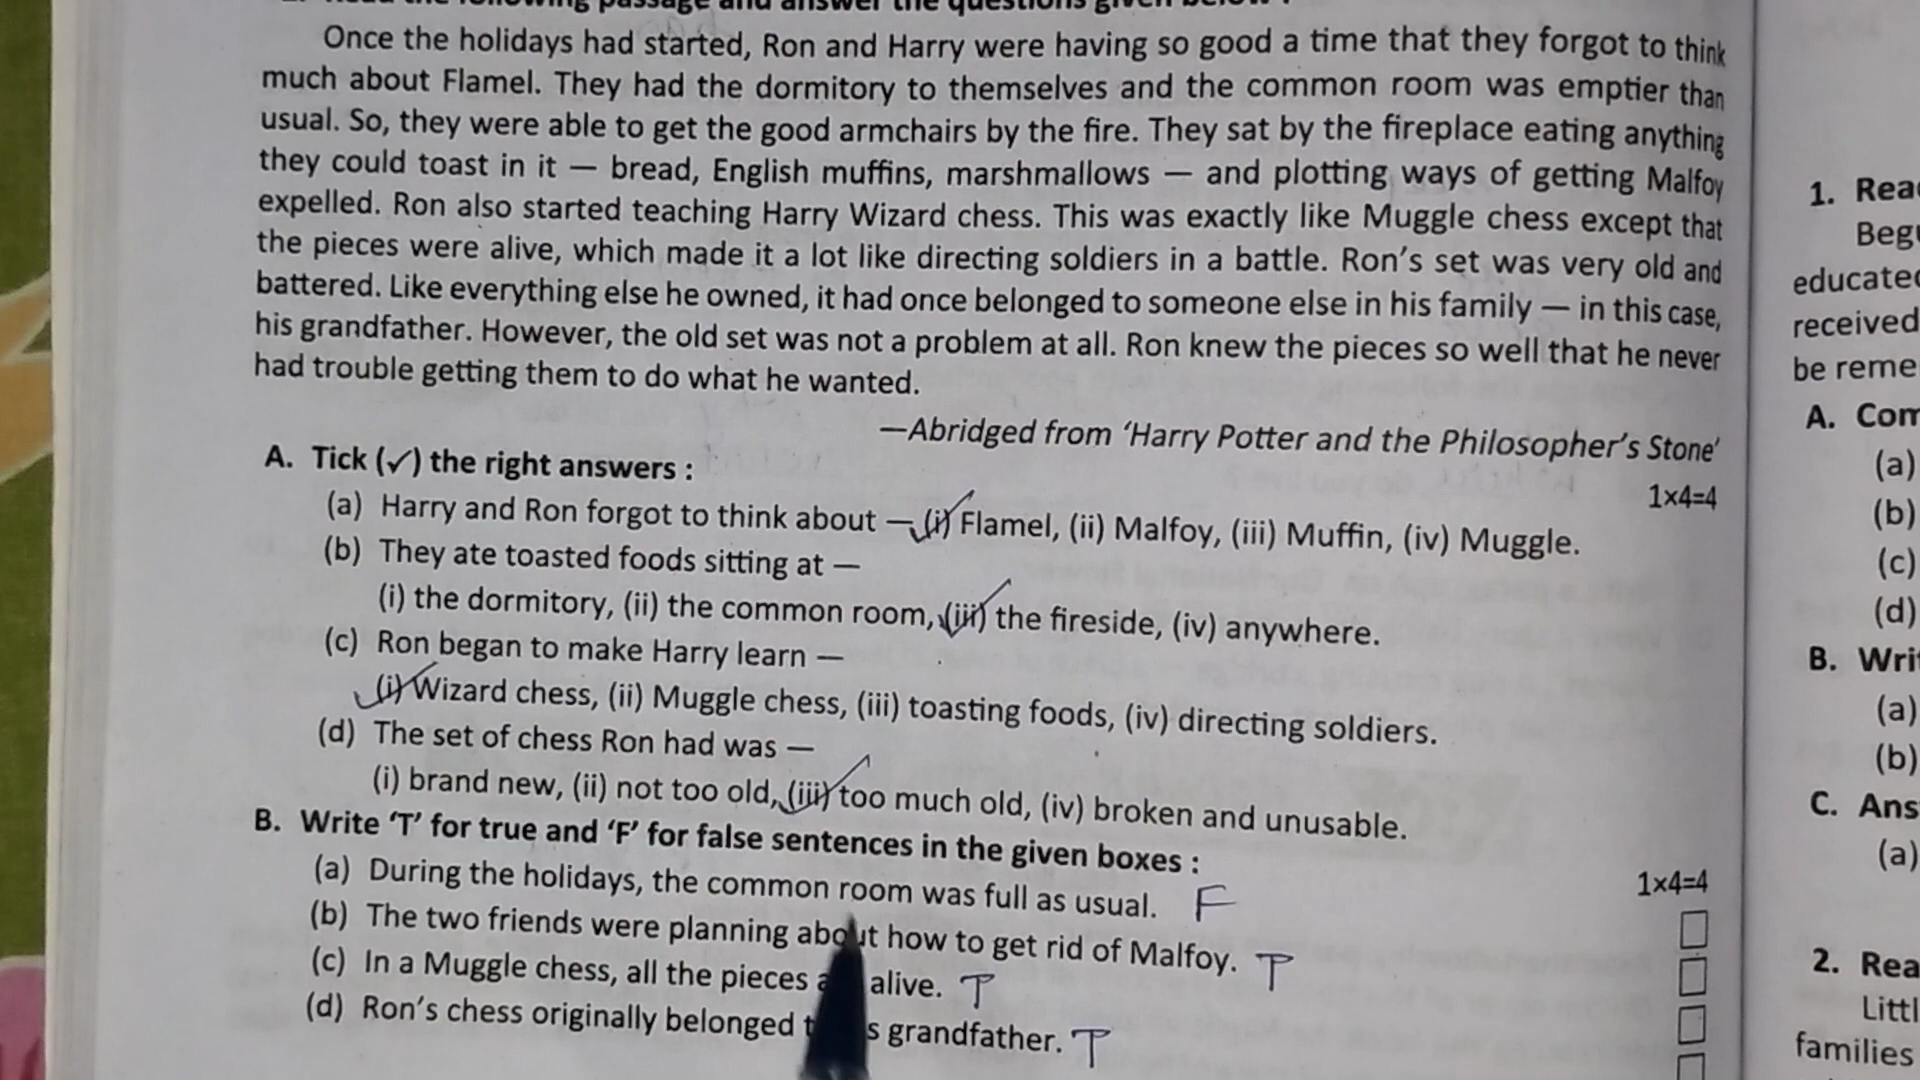 Read the following passage and answer the questions given below :
Once the holidays had started, Ron and Harry were having so good a time that they forgot to think
much about Flamel. They had the dormitory to themselves and the common room was emptier than
usual. So, they were able to get the good armchairs by the fire. They sat by the fireplace eating anything
they could toast in it — bread, English muffins, marshmallows — and plotting ways of getting Malfoy
expelled. Ron also started teaching Harry Wizard chess. This was exactly like Muggle chess except that
the pieces were alive, which made it a lot like directing soldiers in a battle. Ron's set was very old and
battered. Like everything else he owned, it had once belonged to someone else in his family — in this case,
his grandfather. However, the old set was not a problem at all. Ron knew the pieces so well that he never
had trouble getting them to do what he wanted.
—Abridged from 'Harry Potter and the Philosopher's Stone'
A. Tick (✓) the right answers :
1×4=4
(a) Harry and Ron forgot to think about — (i) Flamel, (ii) Malfoy, (iii) Muffin, (iv) Muggle.
(b) They ate toasted foods sitting at —
(i) the dormitory, (ii) the common room, (iii) the fireside, (iv) anywhere.
(c) Ron began to make Harry learn —
(i) Wizard chess, (ii) Muggle chess, (iii) toasting foods, (iv) directing soldiers.
(d) The set of chess Ron had was —
(i) brand new, (ii) not too old, (iii) too much old, (iv) broken and unusable.
B. Write 'T' for true and 'F' for false sentences in the given boxes :
1×4=4
(a) During the holidays, the common room was full as usual. F
(b) The two friends were planning about how to get rid of Malfoy. T
(c) In a Muggle chess, all the pieces alive. T
(d) Ron's chess originally belonged grandfather. T
1.
Begu
educated
received
be reme
A. Com
(a)
(b)
(c)
(d)
B. Writ
(a)
(b)
C. Ans
(a)
2. Rea
Littl
families